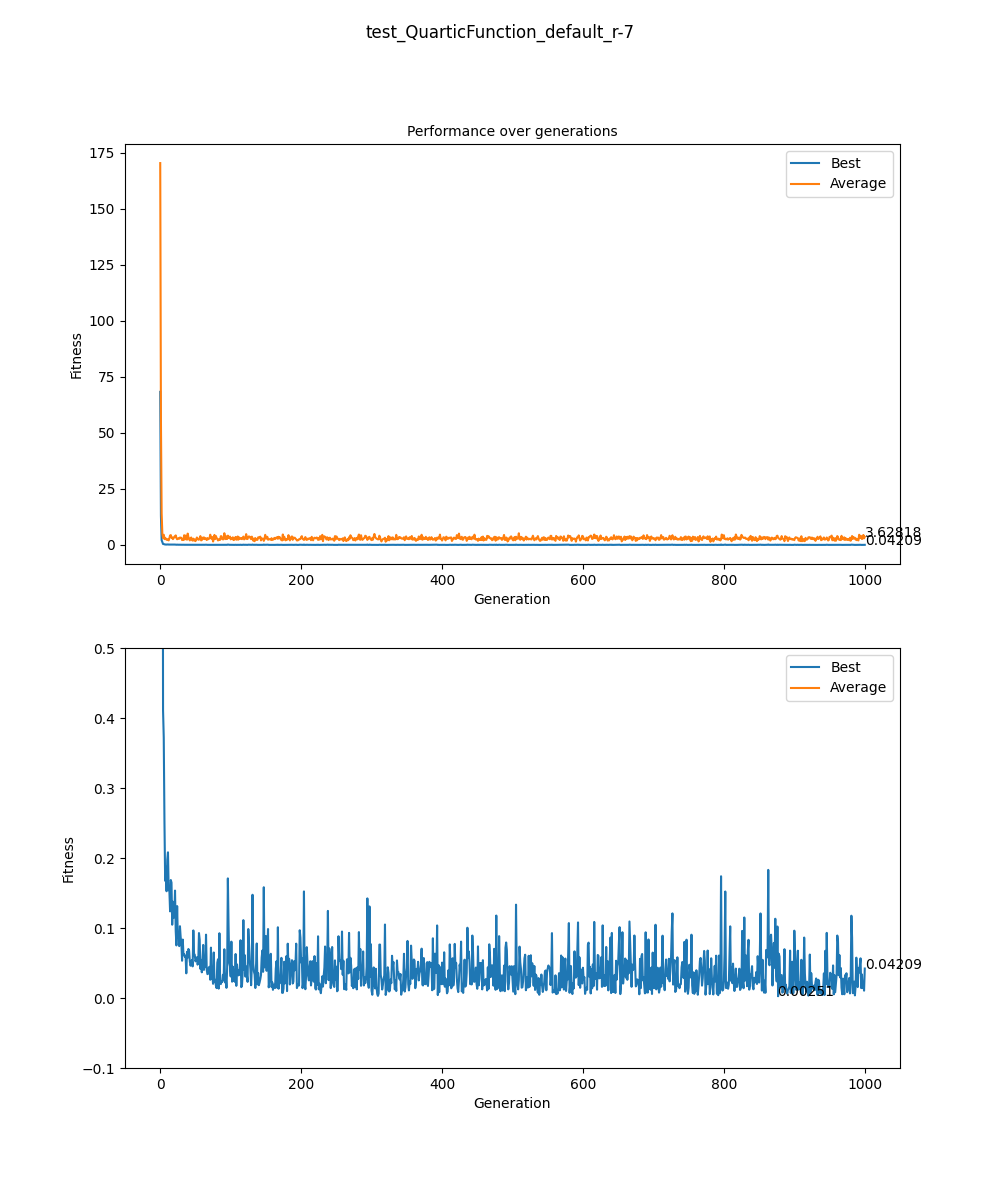 test_QuarticFunction_default_r-7
Performance over generations
Fitness
175
150
125
100
75
50
25
0
Best
Average
3.62818
0.04209
0 200 400 600 800 1000
Generation
Fitness
0.5
0.4
0.3
0.2
0.1
0.0
−0.1
Best
Average
0.04209
0.00251
0 200 400 600 800 1000
Generation